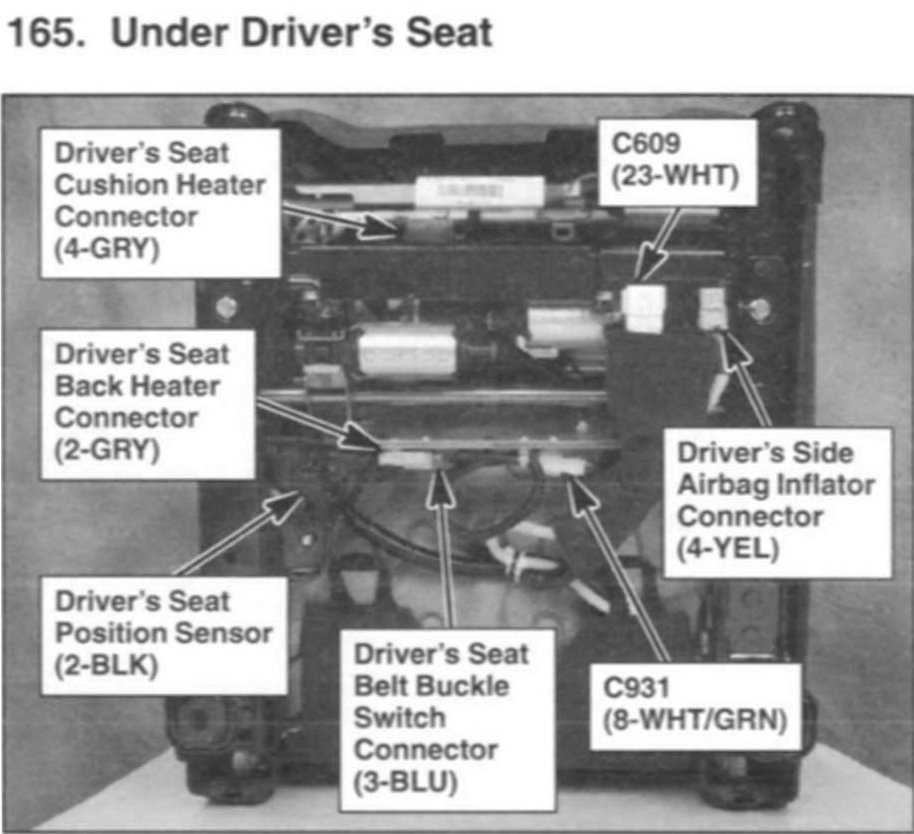 165. Under Driver's Seat
Driver's Seat
Cushion Heater
Connector
(4-GRY)
C609
(23-WHT)
Driver's Seat
Back Heater
Connector
(2-GRY)
Driver's Side
Airbag Inflator
Connector
(4-YEL)
Driver's Seat
Position Sensor
(2-BLK)
Driver's Seat
Belt Buckle
Switch
Connector
(3-BLU)
C931
(8-WHT/GRN)